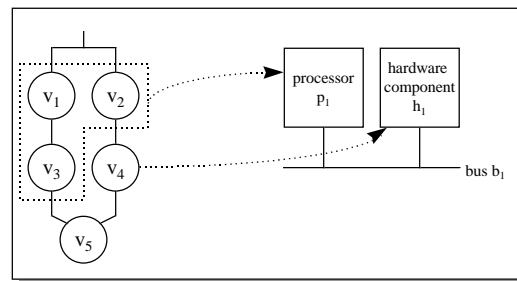 v1
v2
v3
v4
v5
processor
p1
hardware
component
h1
bus b1